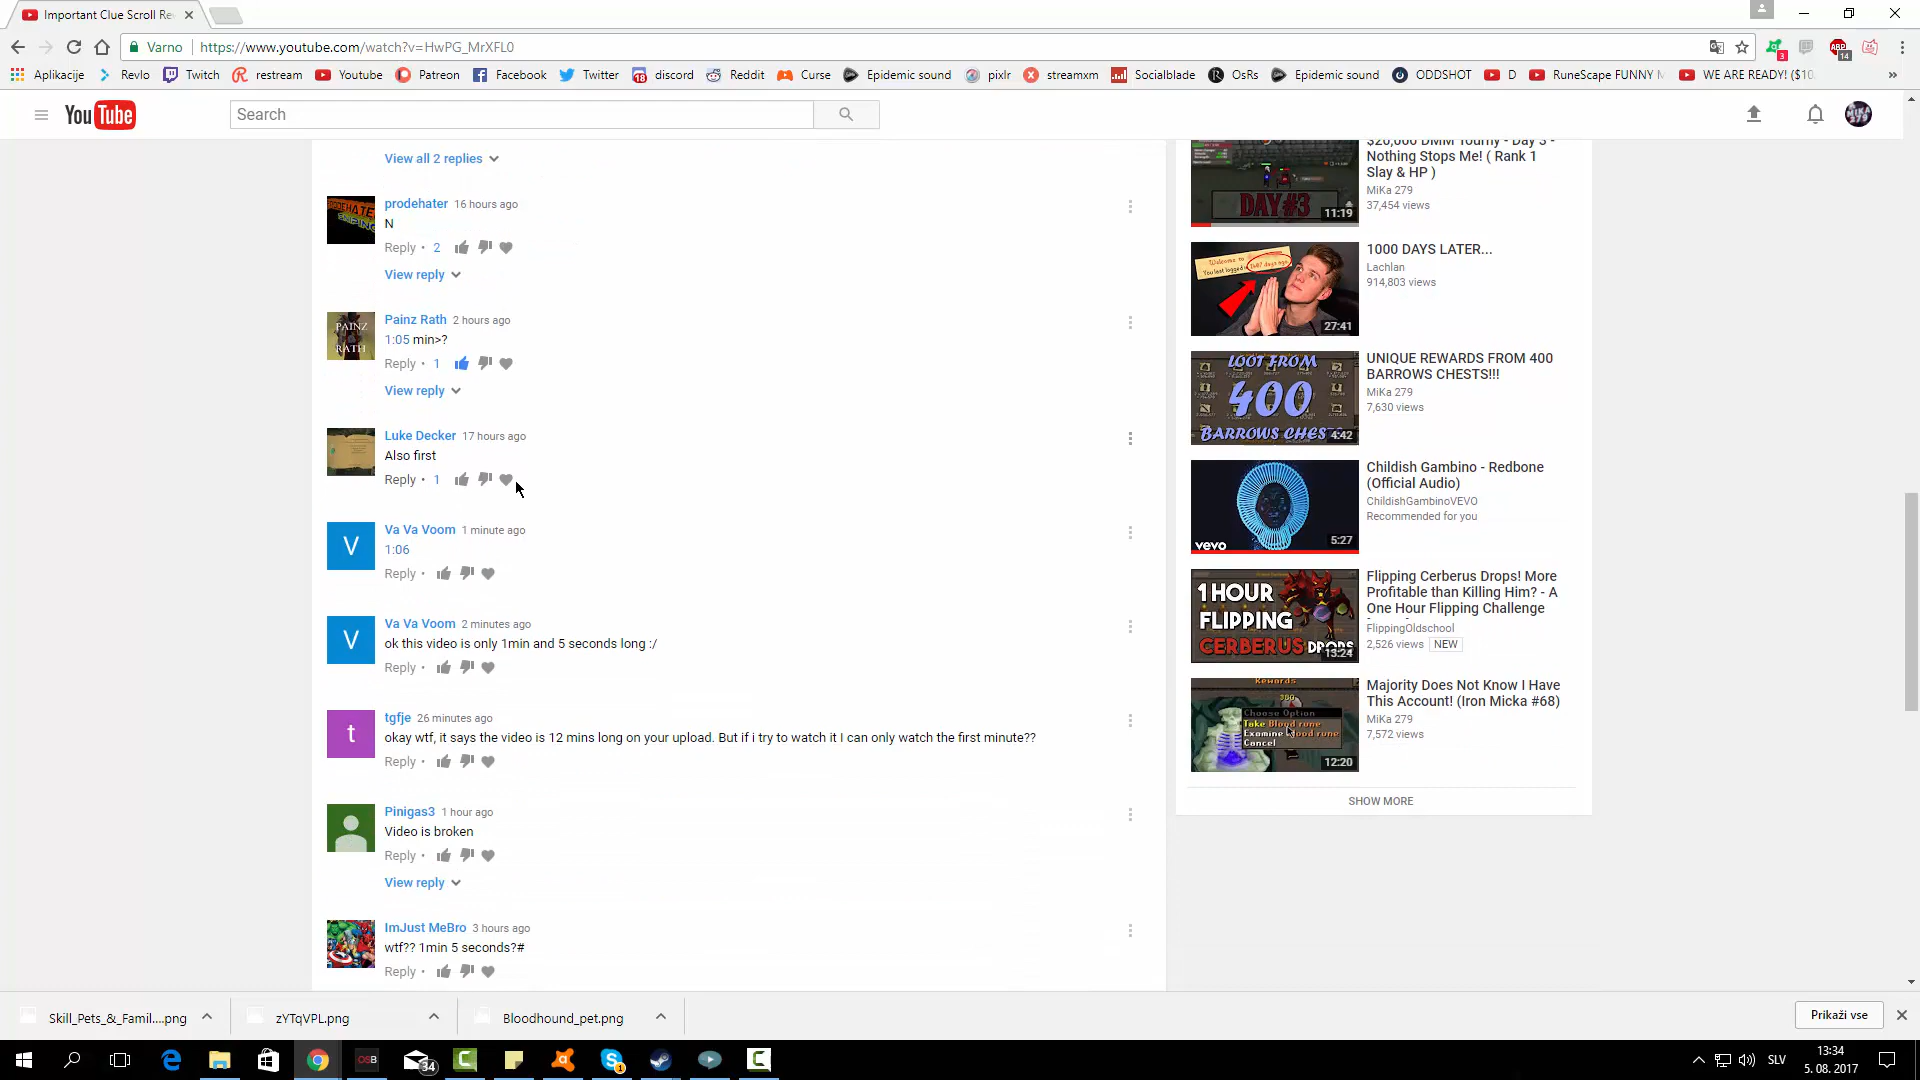 Important Clue Scroll Re
Varno
https://www.youtube.com/watch?v=HwPG_MrXFL0
3
14
Aplikacije
Revlo
Twitch
restream
Youtube
Patreon
Facebook
Twitter
18
discord
Reddit
Curse
Epidemic sound
pixlr
streamxm
Socialblade
OsRs
Epidemic sound
ODDSHOT
D
RuneScape FUNNY M
WE ARE READY! ($10
YouTube
Search
MIKA
279
View all 2 replies
prodehater 16 hours ago
N
Reply • 2
View reply
PAINZ
RATH
Painz Rath 2 hours ago
1:05 min>?
Reply • 1
View reply
Luke Decker 17 hours ago
Also first
Reply • 1
V
Va Va Voom 1 minute ago
1:06
Reply •
V
Va Va Voom 2 minutes ago
ok this video is only 1min and 5 seconds long :/
Reply •
t
tgfje 26 minutes ago
okay wtf, it says the video is 12 mins long on your upload. But if i try to watch it I can only watch the first minute??
Reply •
Pinigas3 1 hour ago
Video is broken
Reply •
View reply
ImJust MeBro 3 hours ago
wtf?? 1min 5 seconds?#
Reply •
DAY#3
11:19
$20,000 DMM Tourny - Day 3 -
Nothing Stops Me! ( Rank 1
Slay & HP )
MiKa 279
37,454 views
Welcome to
27:41
1000 DAYS LATER...
Lachlan
914,803 views
LOOT FROM
400
BARROWS CHES
4:42
UNIQUE REWARDS FROM 400
BARROWS CHESTS!!!
MiKa 279
7,630 views
vevo
5:27
Childish Gambino - Redbone
(Official Audio)
ChildishGambinoVEVO
Recommended for you
1 HOUR
FLIPPING
CERBERUS DROPS
13:24
Flipping Cerberus Drops! More
Profitable than Killing Him? - A
One Hour Flipping Challenge
FlippingOldschool
2,526 views NEW
Rewards
Choose Option
Take Blood rune
Examine Blood rune
Cancel
12:20
Majority Does Not Know I Have
This Account! (Iron Micka #68)
MiKa 279
7,572 views
SHOW MORE
Skill_Pets_&_Famil....png
zYTqVPL.png
Bloodhound_pet.png
Prikaži vse
OSB
34
1
SLV
13:34
5. 08. 2017